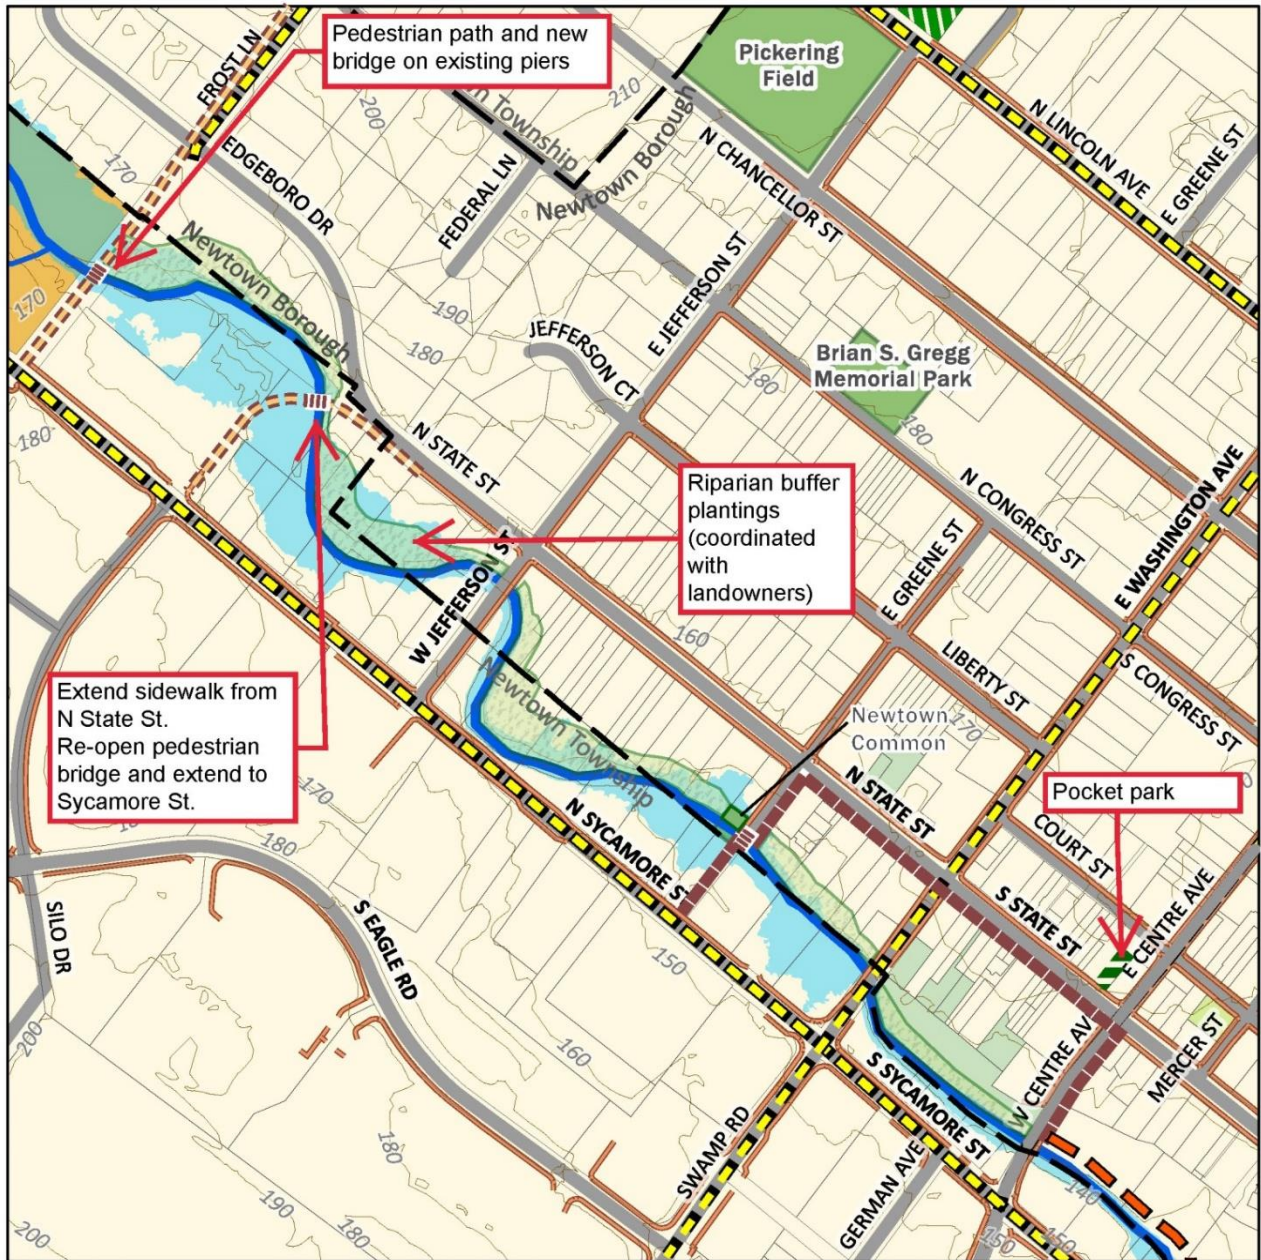 Pedestrian path and new
bridge on existing piers
Pickering
Field
FROST LN
200
210
Township
Newtown Borough
N LINCOLN AVE
E GREENE ST
N CHANCELLOR ST
170
EDGEBORO DR
FEDERAL LN
Newtown Borough
E JEFFERSON ST
170
190
180
JEFFERSON CT
Brian S. Gregg
Memorial Park
180
180
180
N STATE ST
Riparian buffer
plantings
(coordinated
with
landowners)
N CONGRESS ST
E WASHINGTON AVE
E GREENE ST
W JEFFERSON ST
160
LIBERTY ST
S CONGRESS ST
Extend sidewalk from
N State St.
Re-open pedestrian
bridge and extend to
Sycamore St.
Newtown Township
Newtown
Common
170
170
N STATE ST
Pocket park
N SYCAMORE ST
COURT ST
180
SILO DR
S EAGLE RD
S STATE ST
E CENTRE AVE
150
200
160
W CENTRE AV
MERCER ST
S SYCAMORE ST
180
SWAMP RD
GERMAN AVE
140
190
180
200
150
150